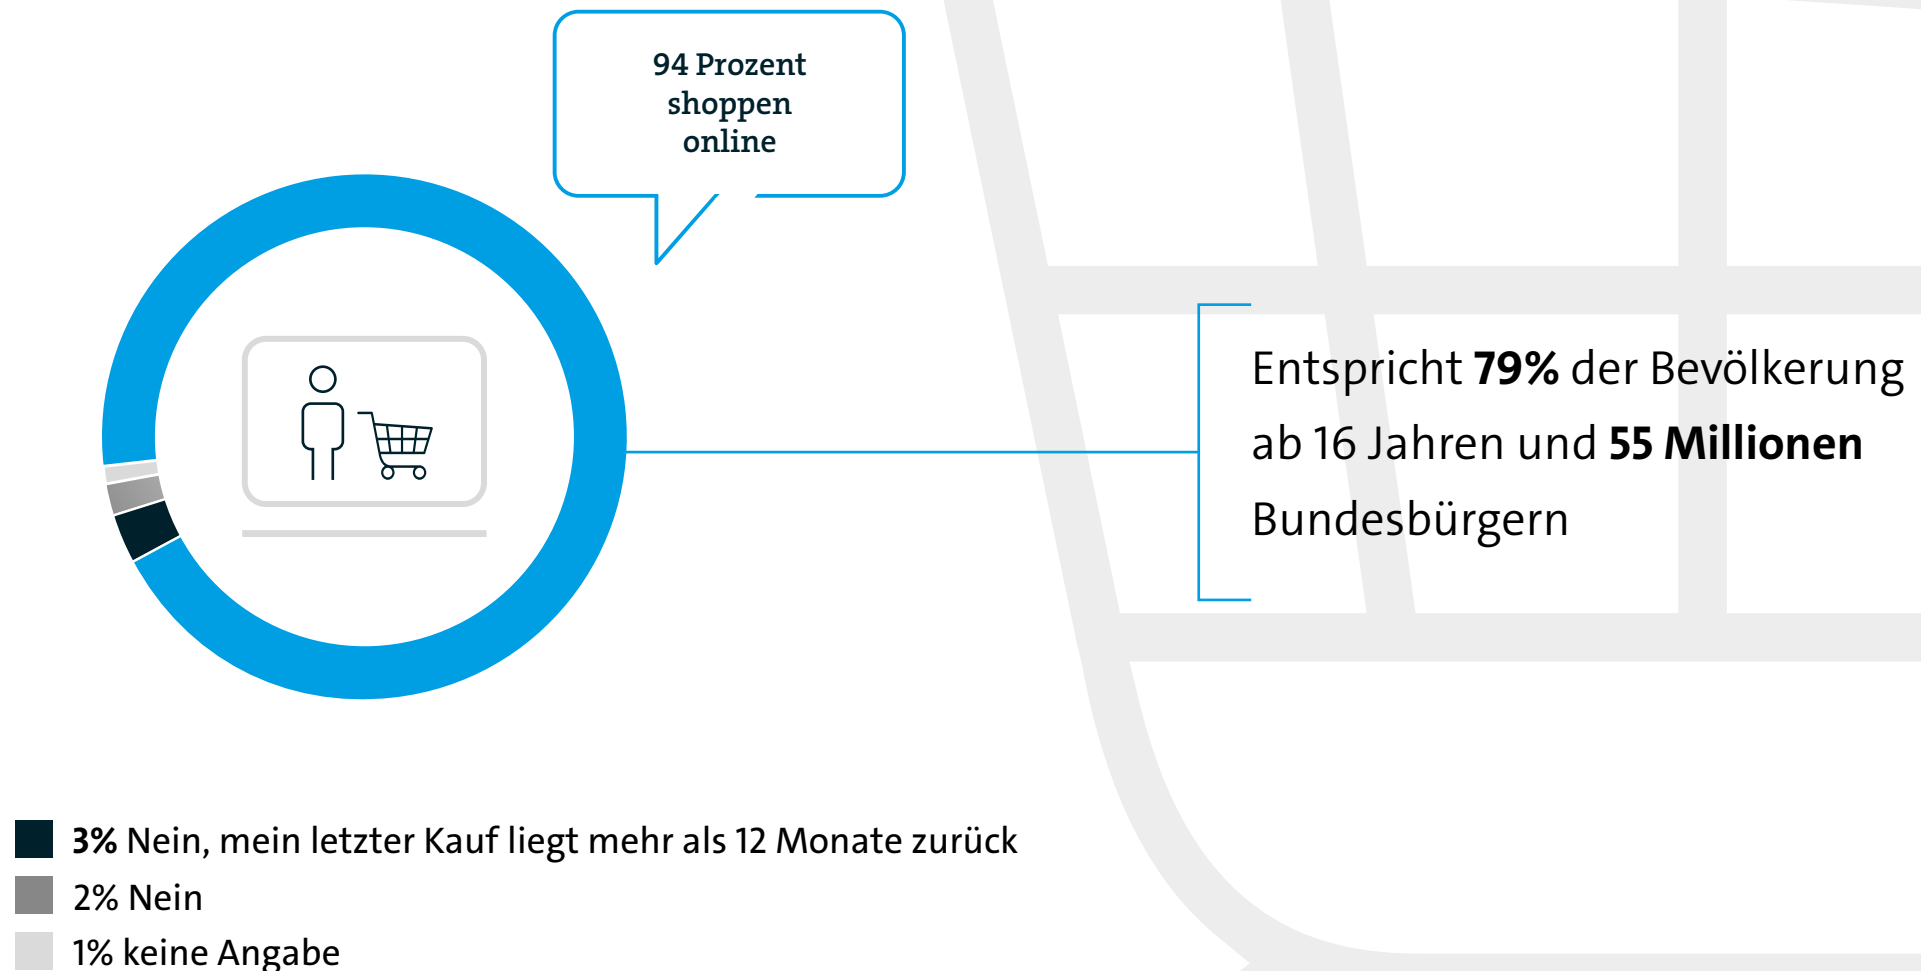 94 Prozent
shoppen
online
Entspricht 79% der Bevölkerung
ab 16 Jahren und 55 Millionen
Bundesbürgern
3% Nein, mein letzter Kauf liegt mehr als 12 Monate zurück
2% Nein
1% keine Angabe